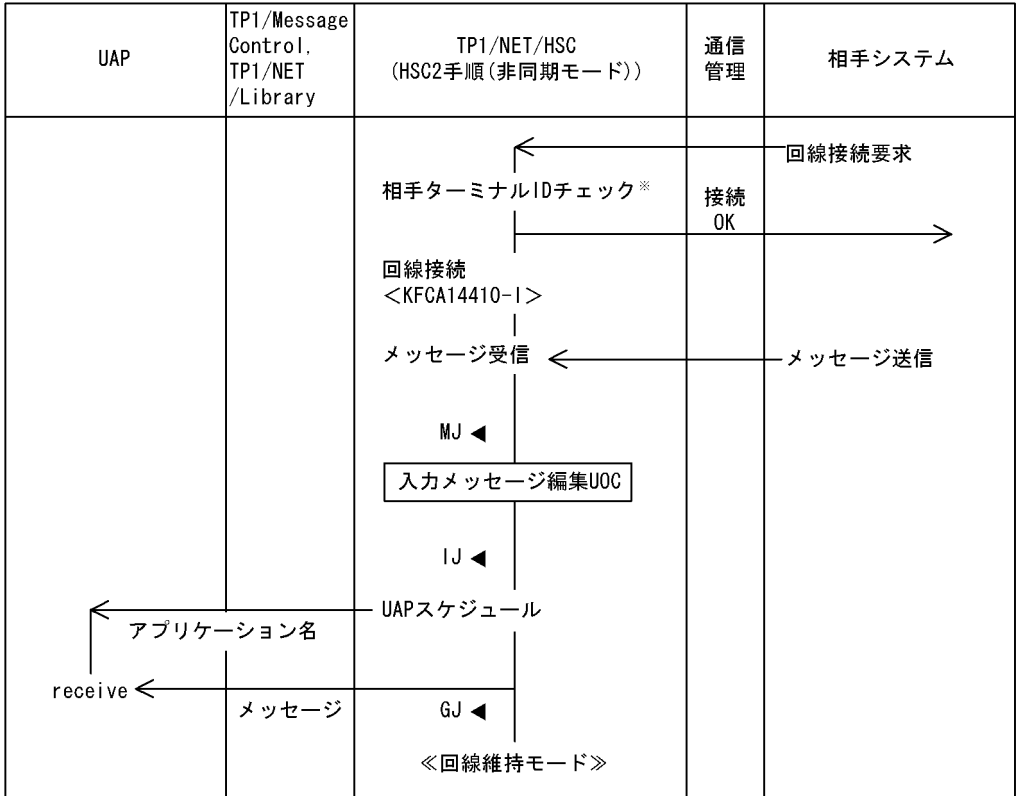 UAP
TP1/Message
Control,
TP1/NET
/Library
TP1/NET/HSC
(HSC2手順(非同期モード))
通信
管理
相手システム
回線接続要求
相手ターミナルIDチェック※
接続
OK
回線接続
<KFCA14410-I>
メッセージ受信
メッセージ送信
MJ
入力メッセージ編集UOC
IJ
UAPスケジュール
アプリケーション名
receive
メッセージ
GJ
≪回線維持モード≫